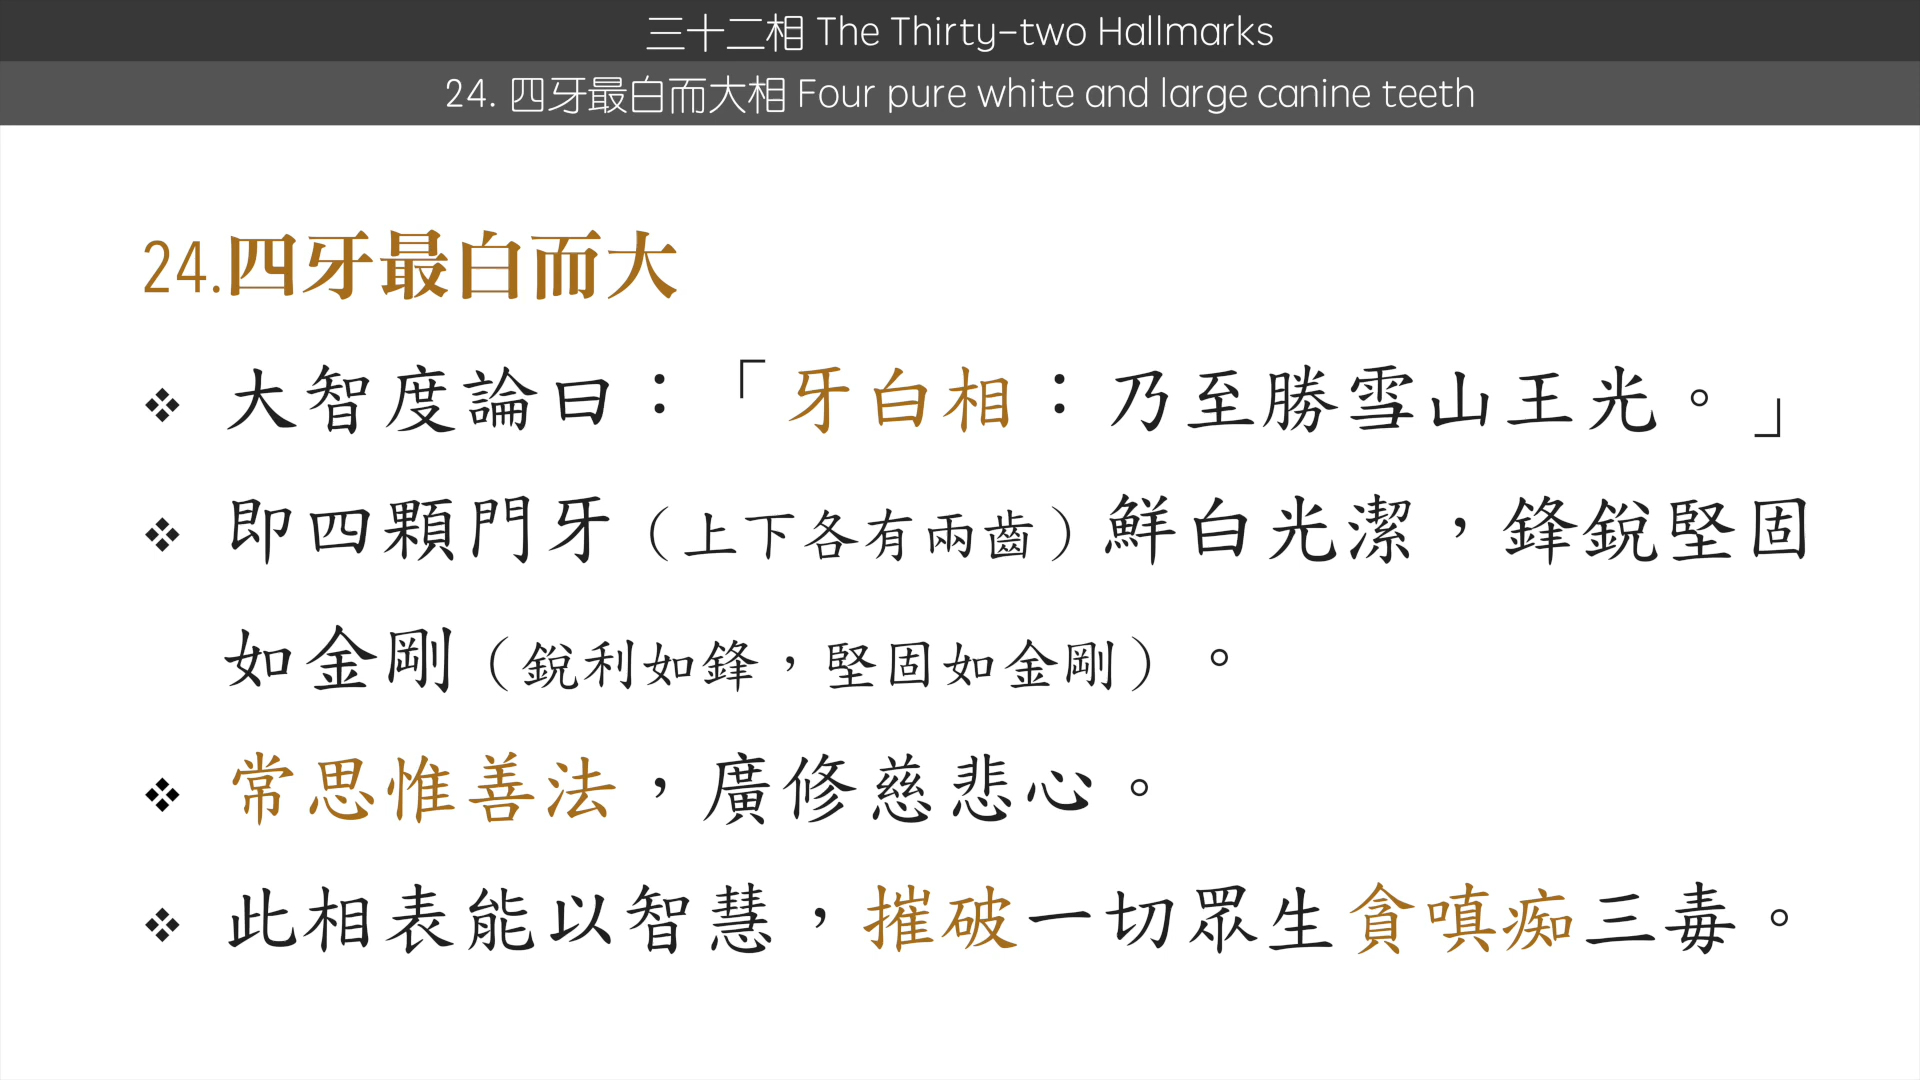 三十二相 The Thirty-two Hallmarks
24. 四牙最白而大相 Four pure white and large canine teeth
24.四牙最白而大
❖ 大智度論曰：「牙白相：乃至勝雪山王光。」
❖ 即四顆門牙（上下各有兩齒）鮮白光潔，鋒銳堅固
如金剛（銳利如鋒，堅固如金剛）。
❖ 常思惟善法，廣修慈悲心。
❖ 此相表能以智慧，摧破一切眾生貪嗔痴三毒。